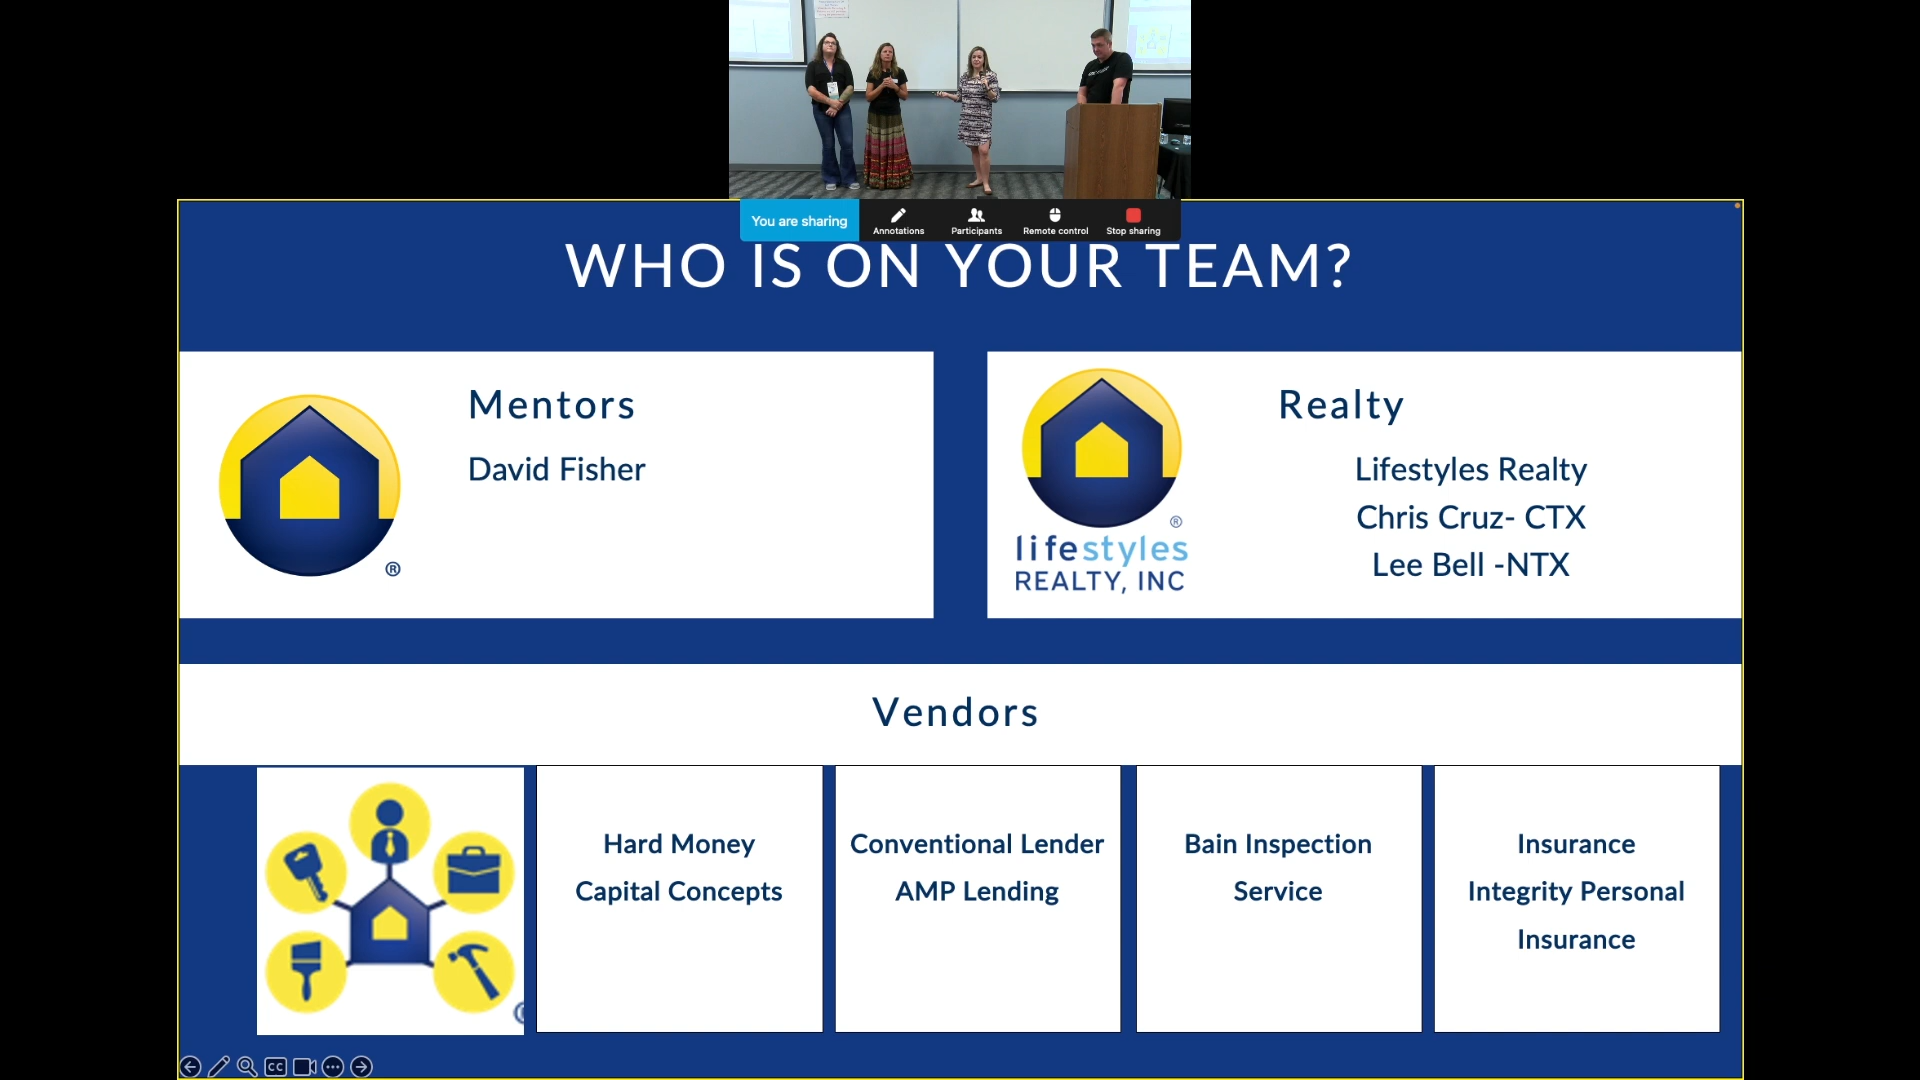 You are sharing
Annotations
Participants
Remote control
Stop sharing
WHO IS ON YOUR TEAM?
Mentors
David Fisher
®
Realty
Lifestyles Realty
Chris Cruz- CTX
Lee Bell -NTX
®
lifestyles
REALTY, INC
Vendors
Hard Money
Capital Concepts
Conventional Lender
AMP Lending
Bain Inspection
Service
Insurance
Integrity Personal
Insurance
CC